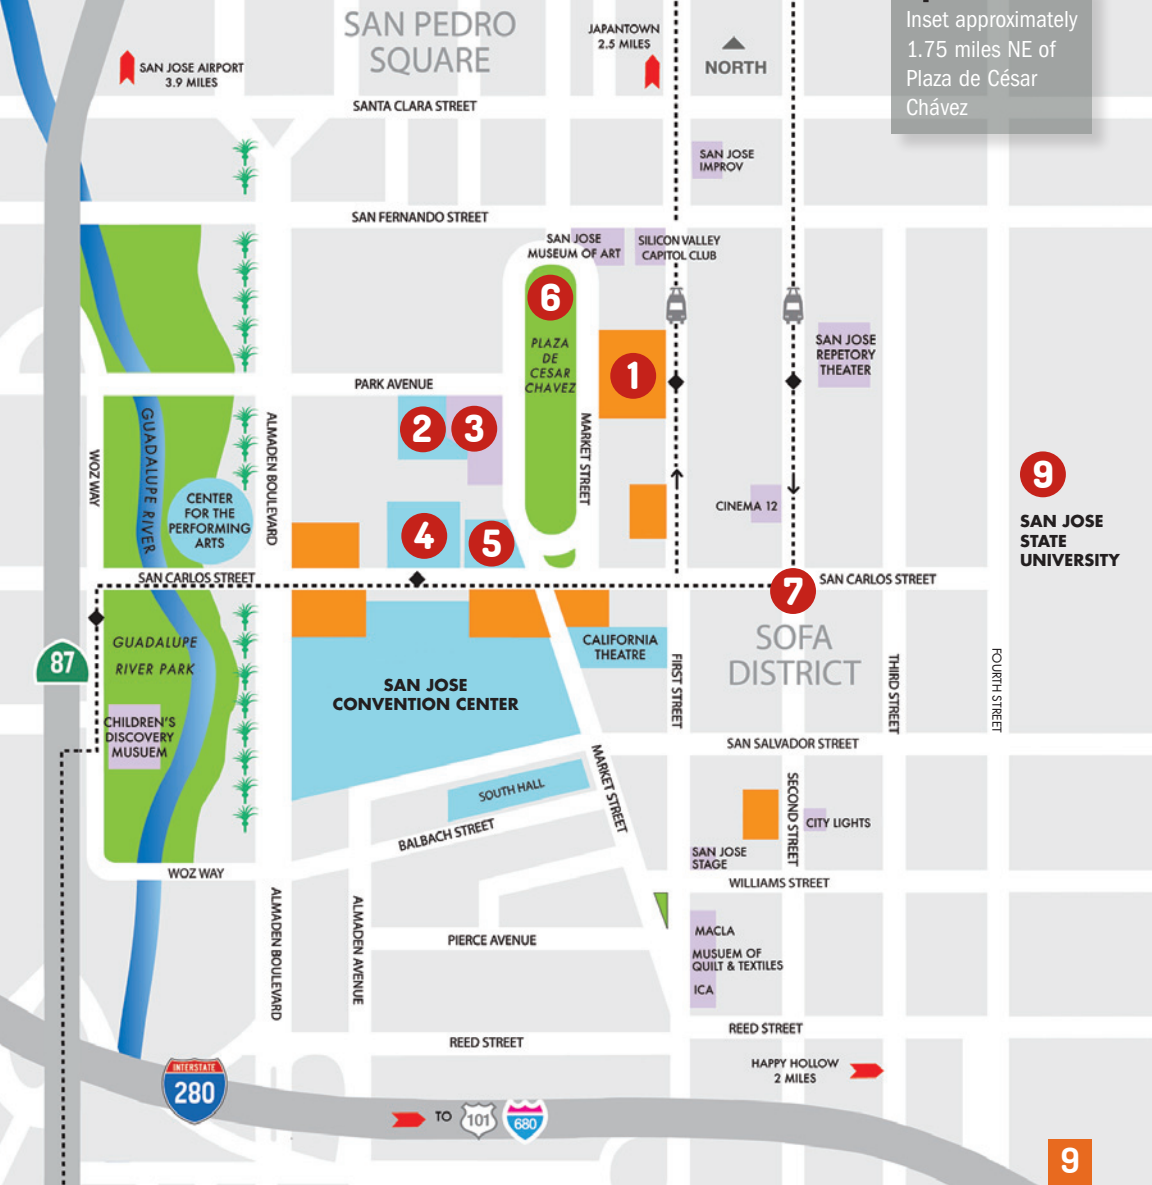 SAN PEDRO
SQUARE
JAPANTOWN
2.5 MILES
NORTH
Inset approximately
1.75 miles NE of
Plaza de César
Chávez
SAN JOSE AIRPORT
3.9 MILES
SANTA CLARA STREET
SAN JOSE
IMPROV
SAN FERNANDO STREET
SAN JOSE
MUSEUM OF ART
SILICON VALLEY
CAPITOL CLUB
6
PLAZA
DE
CESAR
CHAVEZ
1
SAN JOSE
REPETORY
THEATER
PARK AVENUE
2
3
MARKET STREET
ALMADEN BOULEVARD
WOZ WAY
GUADALUPE RIVER
9
SAN JOSE
STATE
UNIVERSITY
CENTER
FOR THE
PERFORMING
ARTS
4
5
CINEMA 12
SAN CARLOS STREET
7
SAN CARLOS STREET
GUADALUPE
RIVER PARK
87
CALIFORNIA
THEATRE
SOFA
DISTRICT
FIRST STREET
THIRD STREET
FOURTH STREET
SAN JOSE
CONVENTION CENTER
CHILDREN'S
DISCOVERY
MUSUEM
SAN SALVADOR STREET
MARKET STREET
SOUTH HALL
SECOND STREET
CITY LIGHTS
BALBACH STREET
SAN JOSE
STAGE
WOZ WAY
WILLIAMS STREET
ALMADEN BOULEVARD
ALMADEN AVENUE
PIERCE AVENUE
MACLA
MUSUEM OF
QUILT & TEXTILES
ICA
REED STREET
REED STREET
HAPPY HOLLOW
2 MILES
INTERSTATE
280
TO
101
680
9